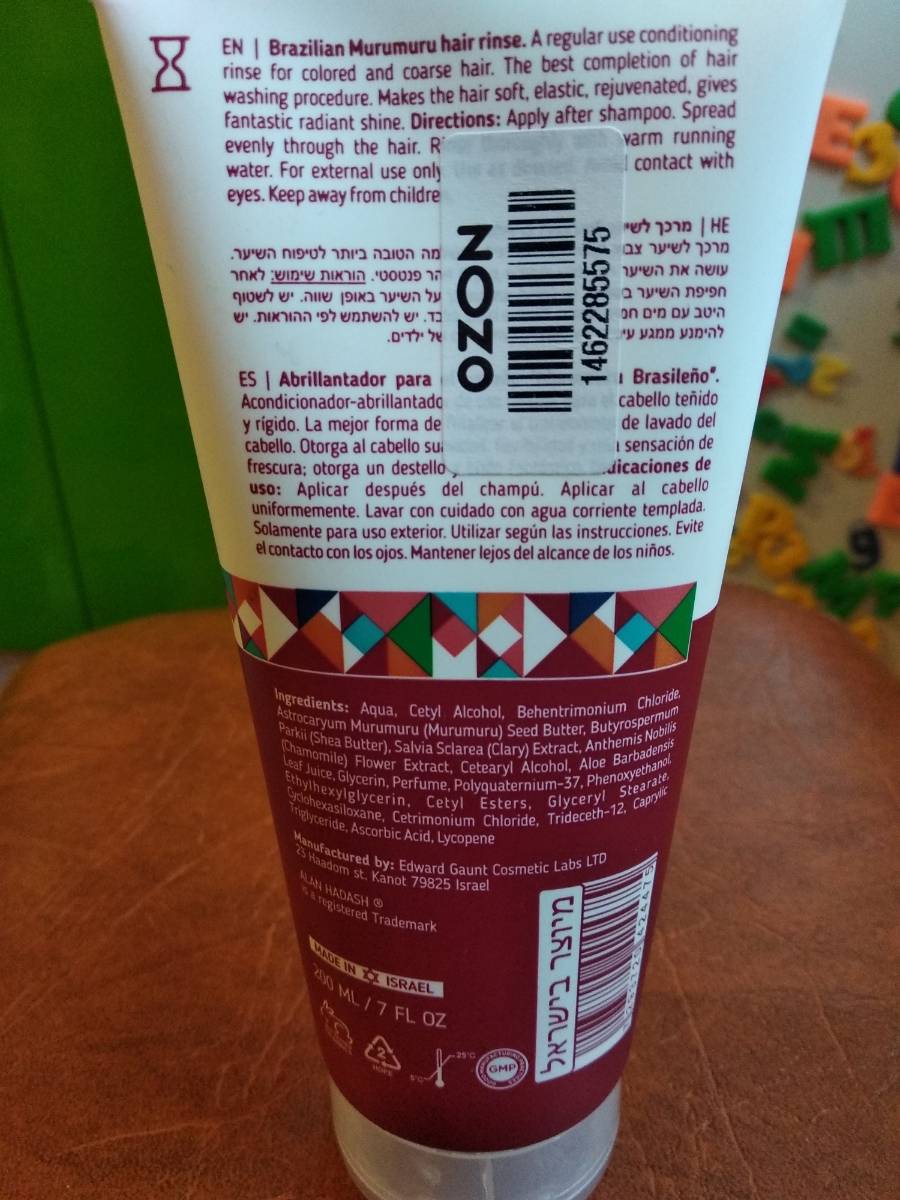 EN | Brazilian Murumuru hair rinse. A regular use conditioning
rinse for colored and coarse hair. The best completion of hair
washing procedure. Makes the hair soft, elastic, rejuvenated, gives
fantastic radiant shine. Directions: Apply after shampoo. Spread
evenly through the hair. warm running
water. For external use only contact with
eyes. Keep away from childre
HE | מרכך לשי
מרכך לשיער צב מה הטובה ביותר לטיפוח השיער.
עושה את השיער הר פנטסטי. הוראות שימוש: לאחר
חפיפת השיער ב על השיער באופן שווה. יש לשטוף
היטב עם מים חמ בד. יש להשתמש לפי ההוראות. יש
להימנע ממגע עי של ילדים.
OZON
1462285575
ES | Abrillantador para Brasileño".
Acondicionador-abrillantado cabello teñido
y rígido. La mejor forma de de lavado del
cabello. Otorga al cabello su sensación de
frescura; otorga un destello dicaciones de
uso: Aplicar después del champú. Aplicar al cabello
uniformemente. Lavar con cuidado con agua corriente templada.
Solamente para uso exterior. Utilizar según las instrucciones. Evite
el contacto con los ojos. Mantener lejos del alcance de los niños.
Ingredients: Aqua, Cetyl Alcohol, Behentrimonium Chloride,
Astrocaryum Murumuru (Murumuru) Seed Butter, Butyrospermum
Parkii (Shea Butter), Salvia Sclarea (Clary) Extract, Anthemis Nobilis
(Chamomile) Flower Extract, Cetearyl Alcohol, Aloe Barbadensis
Leaf Juice, Glycerin, Perfume, Polyquaternium-37, Phenoxyethanol,
Ethylhexylglycerin, Cetyl Esters, Glyceryl Stearate,
Cyclohexasiloxane, Cetrimonium Chloride, Trideceth-12, Caprylic
Triglyceride, Ascorbic Acid, Lycopene
Manufactured by: Edward Gaunt Cosmetic Labs LTD
23 Haadom st. Kanot 79825 Israel
ALAN HADASH ®
is a registered Trademark
MADE IN ISRAEL
200 ML / 7 FL OZ
מיוצר בישראל
2
HDPE
5°C
25°C
GMP